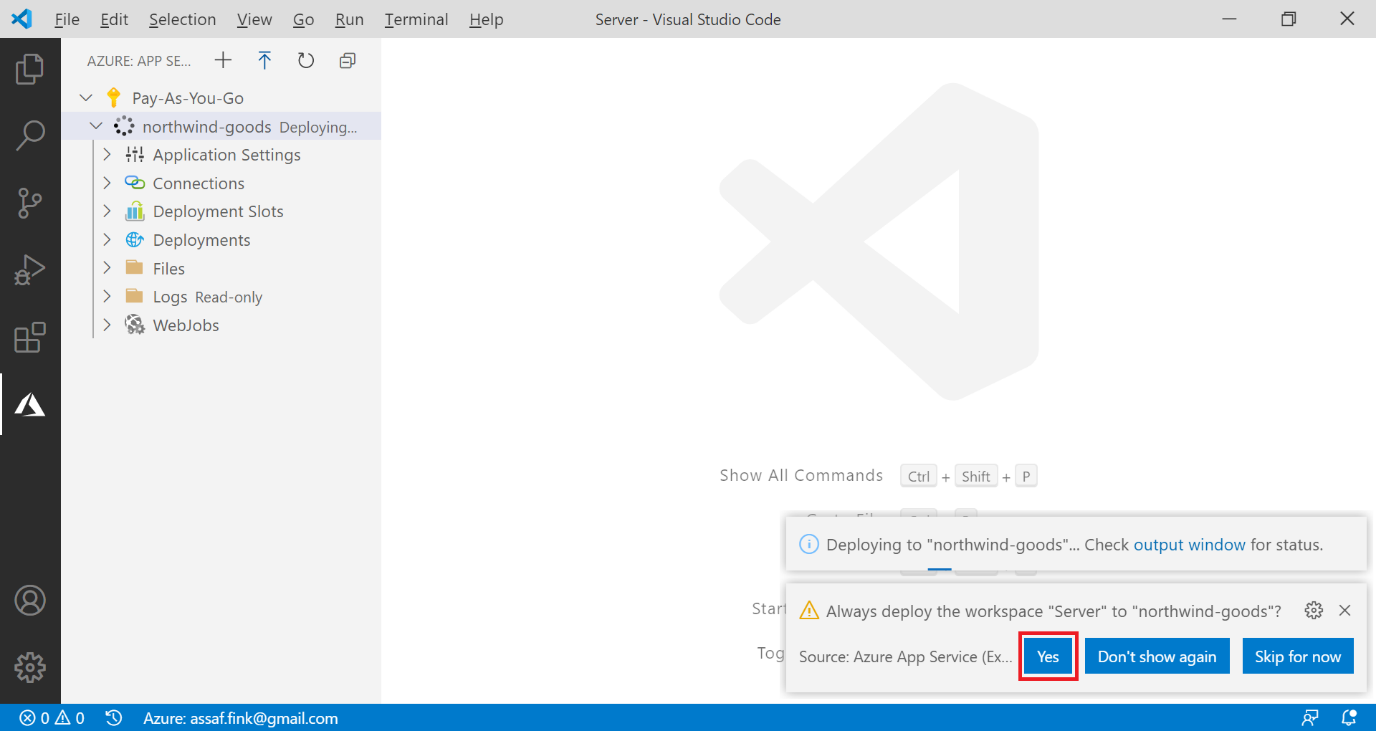 File Edit Selection View Go Run Terminal Help
Server - Visual Studio Code
AZURE: APP SE...
Pay-As-You-Go
northwind-goods Deploying...
Application Settings
Connections
Deployment Slots
Deployments
Files
Logs Read-only
WebJobs
Show All Commands Ctrl + Shift + P
Deploying to "northwind-goods"... Check output window for status.
Always deploy the workspace "Server" to "northwind-goods"?
Source: Azure App Service (Ex... Yes Don't show again Skip for now
0 0 Azure: assaf.fink@gmail.com